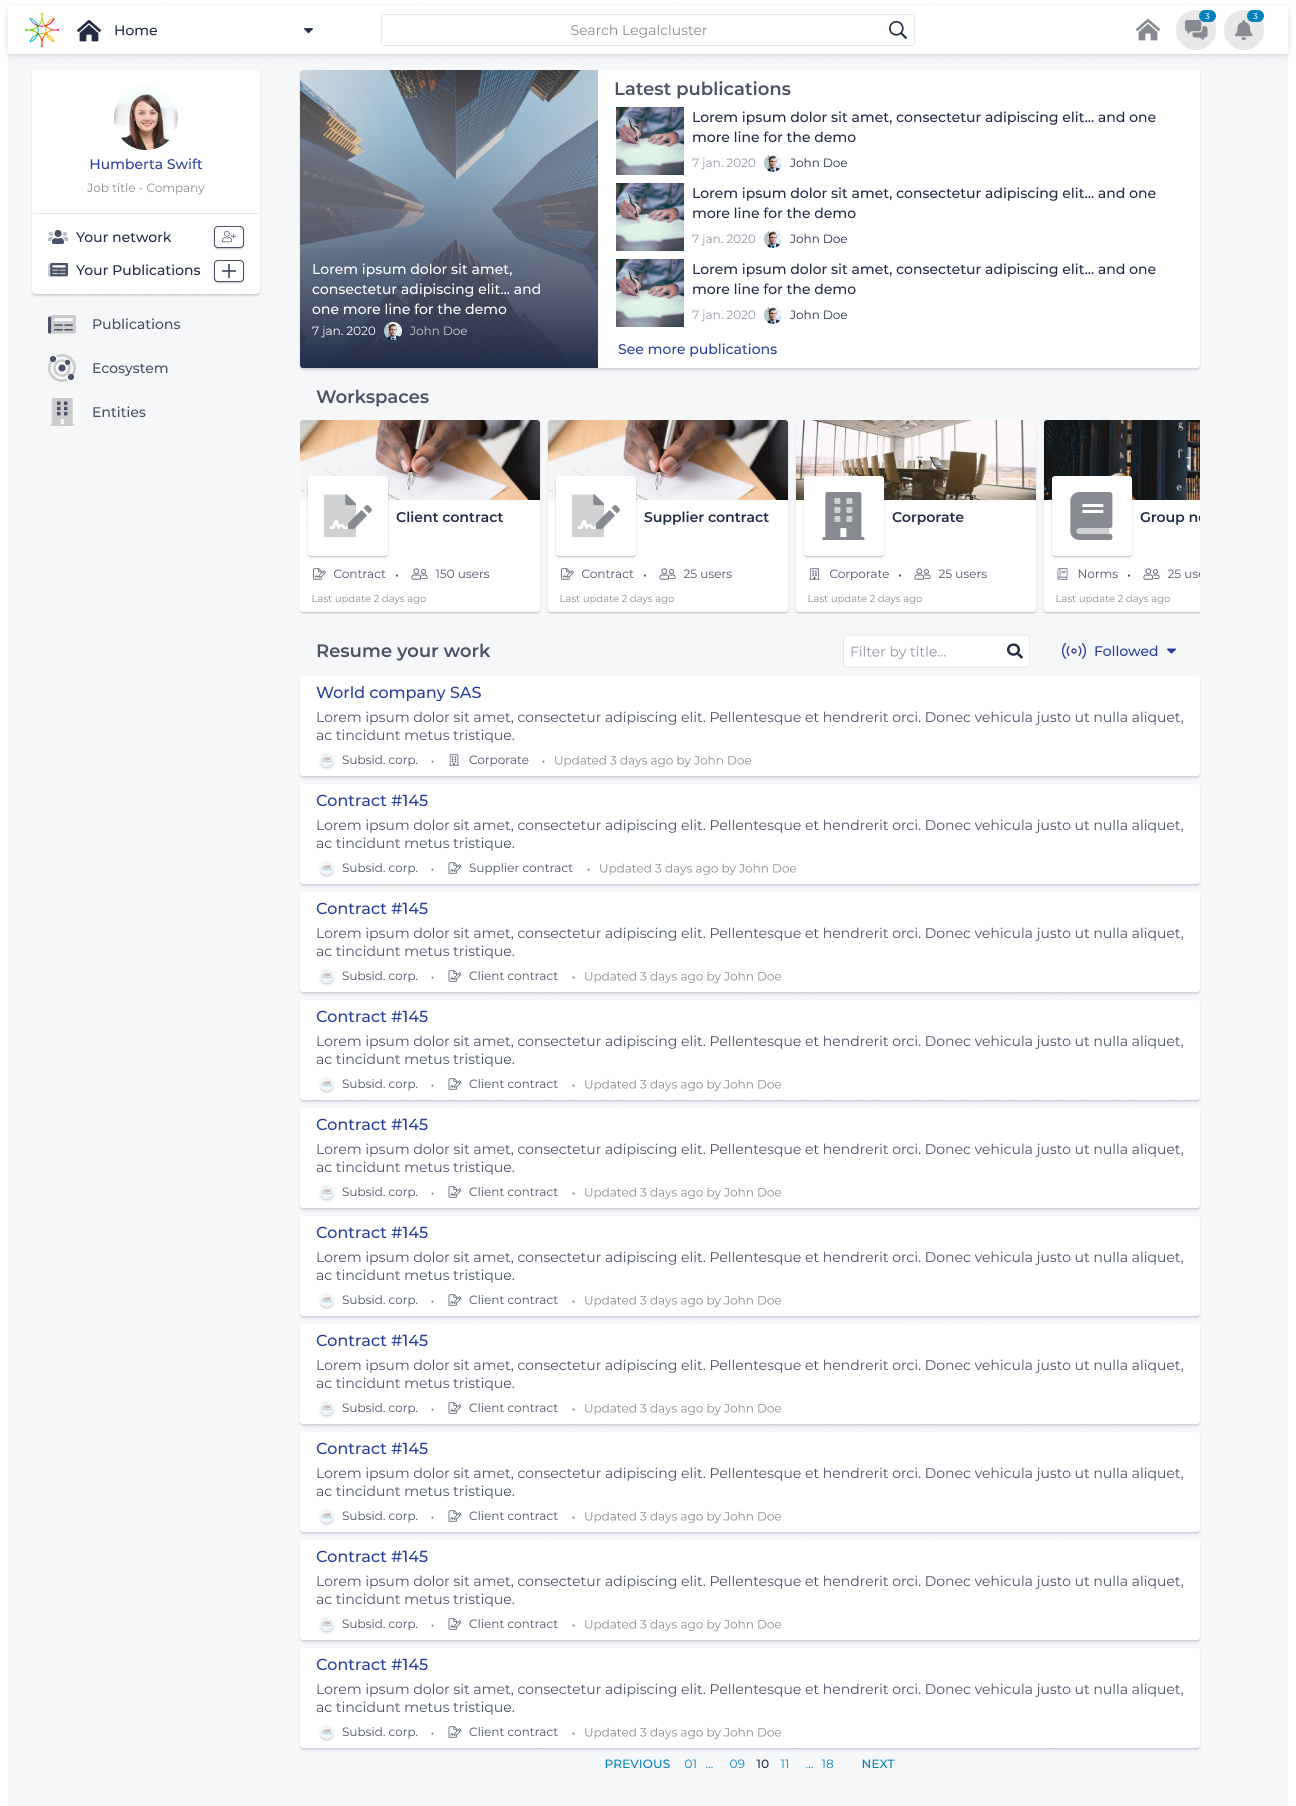 Home
Search Legalcluster
3
3
Humberta Swift
Job title - Company
Your network
Your Publications
Publications
Ecosystem
Entities
Lorem ipsum dolor sit amet,
consectetur adipiscing elit... and
one more line for the demo
7 jan. 2020 John Doe
Latest publications
Lorem ipsum dolor sit amet, consectetur adipiscing elit... and one
more line for the demo
7 jan. 2020 John Doe
Lorem ipsum dolor sit amet, consectetur adipiscing elit... and one
more line for the demo
7 jan. 2020 John Doe
Lorem ipsum dolor sit amet, consectetur adipiscing elit... and one
more line for the demo
7 jan. 2020 John Doe
See more publications
Workspaces
Client contract
Contract • 150 users
Last update 2 days ago
Supplier contract
Contract • 25 users
Last update 2 days ago
Corporate
Corporate • 25 users
Last update 2 days ago
Group n
Norms • 25 us
Last update 2 days ago
Resume your work
Filter by title...
Followed
World company SAS
Lorem ipsum dolor sit amet, consectetur adipiscing elit. Pellentesque et hendrerit orci. Donec vehicula justo ut nulla aliquet,
ac tincidunt metus tristique.
Subsid. corp. • Corporate • Updated 3 days ago by John Doe
Contract #145
Lorem ipsum dolor sit amet, consectetur adipiscing elit. Pellentesque et hendrerit orci. Donec vehicula justo ut nulla aliquet,
ac tincidunt metus tristique.
Subsid. corp. • Supplier contract • Updated 3 days ago by John Doe
Contract #145
Lorem ipsum dolor sit amet, consectetur adipiscing elit. Pellentesque et hendrerit orci. Donec vehicula justo ut nulla aliquet,
ac tincidunt metus tristique.
Subsid. corp. • Client contract • Updated 3 days ago by John Doe
Contract #145
Lorem ipsum dolor sit amet, consectetur adipiscing elit. Pellentesque et hendrerit orci. Donec vehicula justo ut nulla aliquet,
ac tincidunt metus tristique.
Subsid. corp. • Client contract • Updated 3 days ago by John Doe
Contract #145
Lorem ipsum dolor sit amet, consectetur adipiscing elit. Pellentesque et hendrerit orci. Donec vehicula justo ut nulla aliquet,
ac tincidunt metus tristique.
Subsid. corp. • Client contract • Updated 3 days ago by John Doe
Contract #145
Lorem ipsum dolor sit amet, consectetur adipiscing elit. Pellentesque et hendrerit orci. Donec vehicula justo ut nulla aliquet,
ac tincidunt metus tristique.
Subsid. corp. • Client contract • Updated 3 days ago by John Doe
Contract #145
Lorem ipsum dolor sit amet, consectetur adipiscing elit. Pellentesque et hendrerit orci. Donec vehicula justo ut nulla aliquet,
ac tincidunt metus tristique.
Subsid. corp. • Client contract • Updated 3 days ago by John Doe
Contract #145
Lorem ipsum dolor sit amet, consectetur adipiscing elit. Pellentesque et hendrerit orci. Donec vehicula justo ut nulla aliquet,
ac tincidunt metus tristique.
Subsid. corp. • Client contract • Updated 3 days ago by John Doe
Contract #145
Lorem ipsum dolor sit amet, consectetur adipiscing elit. Pellentesque et hendrerit orci. Donec vehicula justo ut nulla aliquet,
ac tincidunt metus tristique.
Subsid. corp. • Client contract • Updated 3 days ago by John Doe
Contract #145
Lorem ipsum dolor sit amet, consectetur adipiscing elit. Pellentesque et hendrerit orci. Donec vehicula justo ut nulla aliquet,
ac tincidunt metus tristique.
Subsid. corp. • Client contract • Updated 3 days ago by John Doe
PREVIOUS 01 ... 09 10 11 ... 18 NEXT